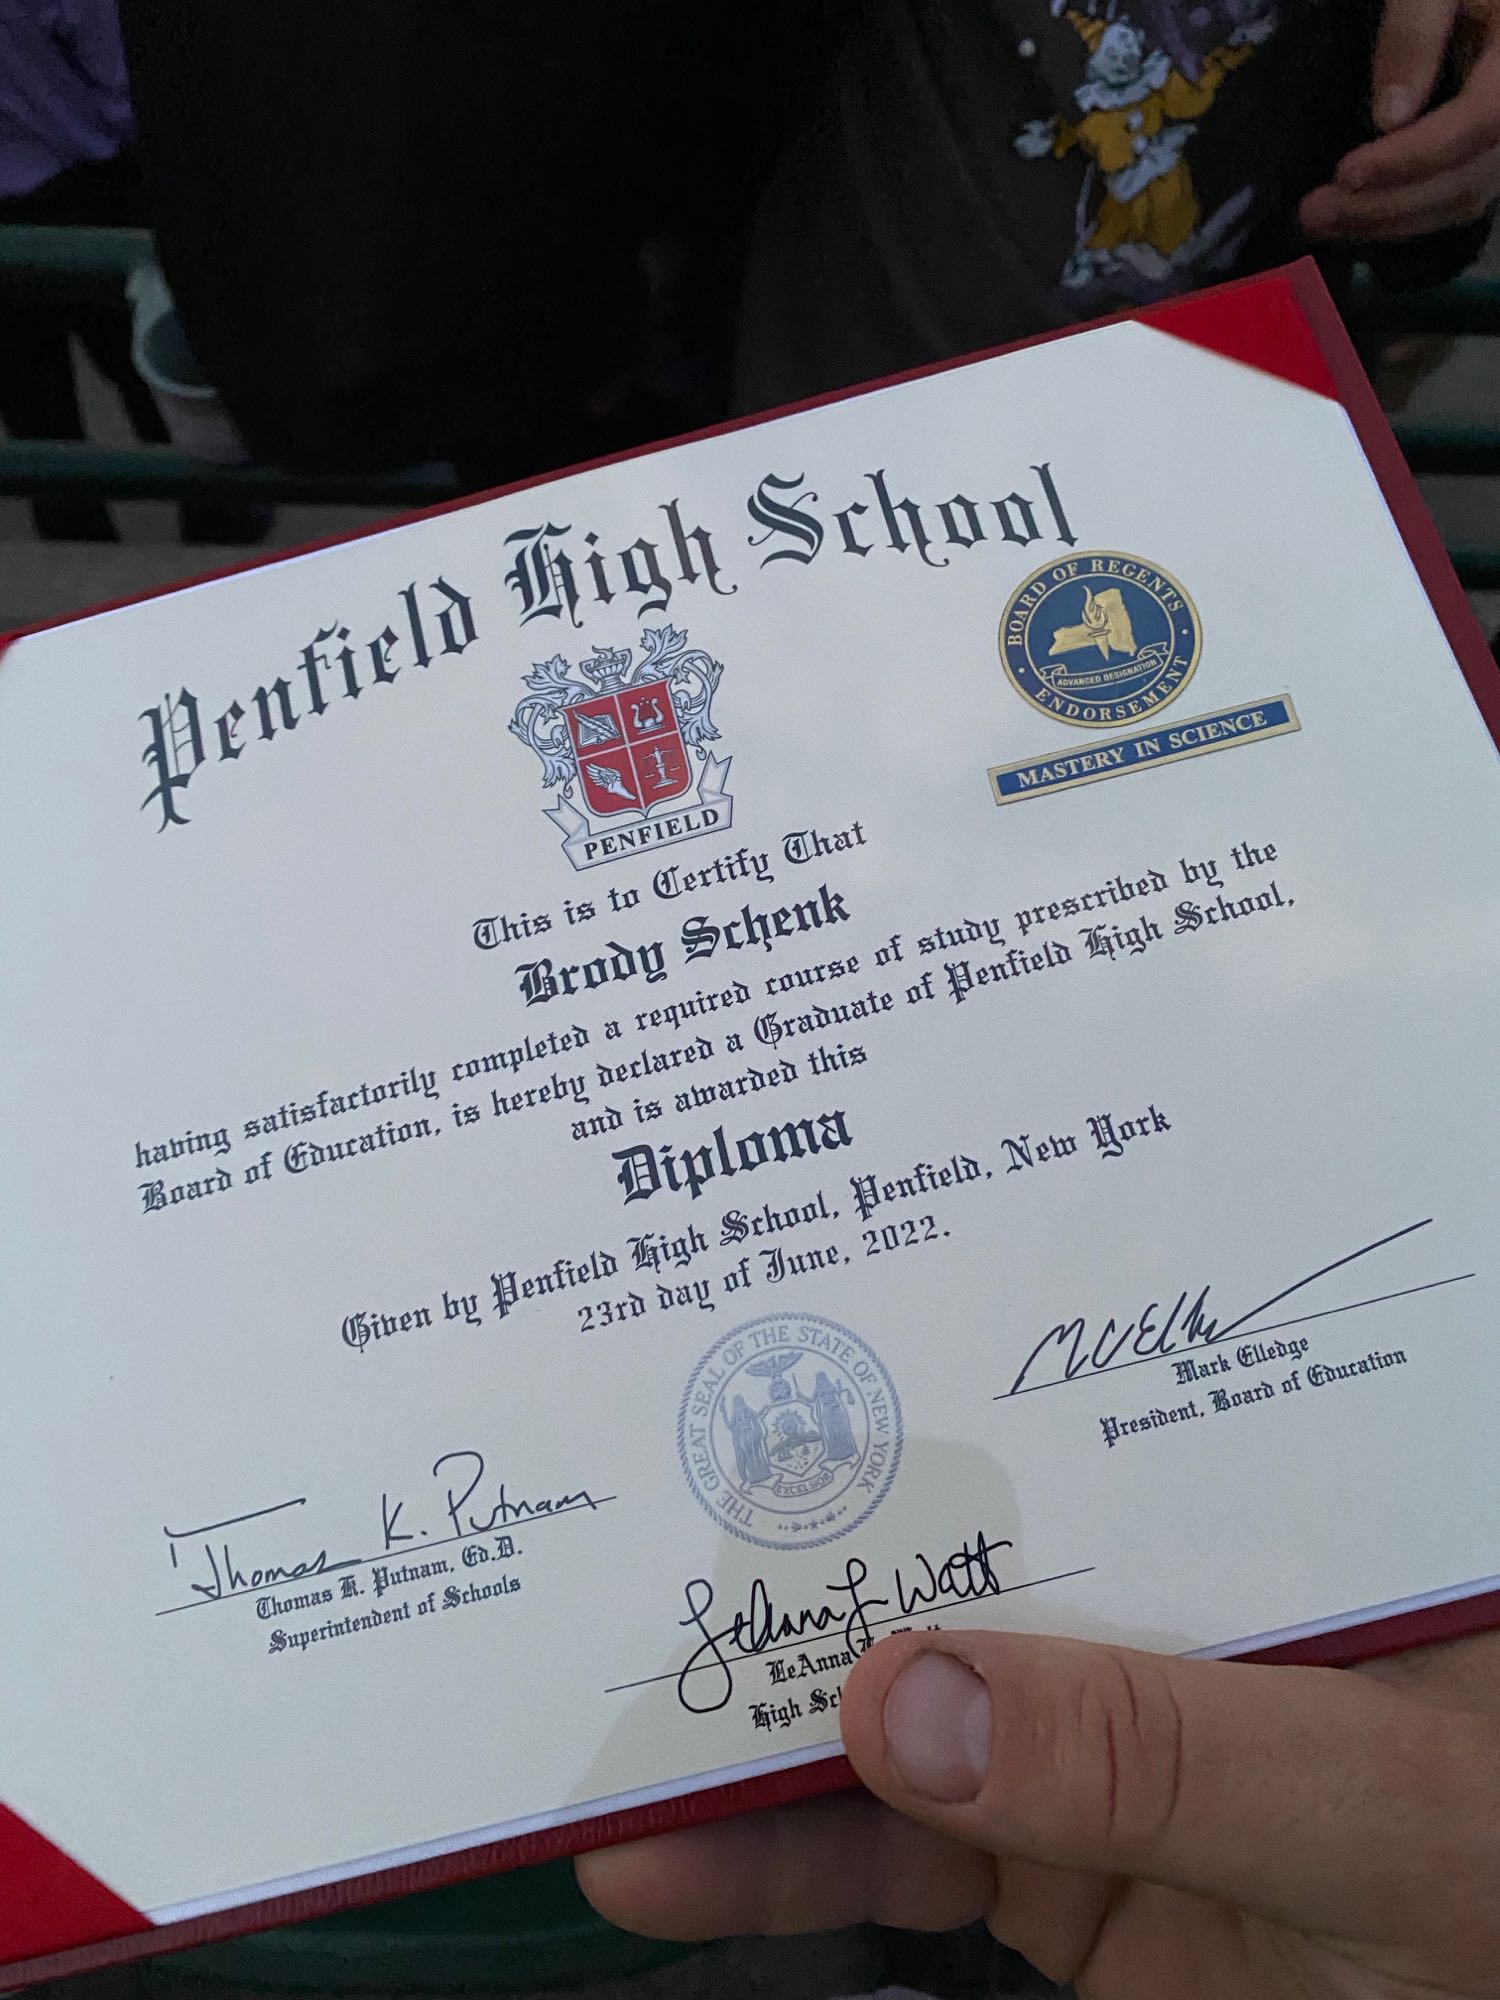 Penfield High School
BOARD OF REGENTS
ADVANCED DESIGNATION
ENDORSEMENT
MASTERY IN SCIENCE
PENFIELD
This is to Certify That
Brody Schenk
having satisfactorily completed a required course of study prescribed by the
Board of Education, is hereby declared a Graduate of Penfield High School,
and is awarded this
Diploma
Given by Penfield High School, Penfield, New York
23rd day of June, 2022.
THE GREAT SEAL OF THE STATE OF NEW YORK
EXCELSIOR
Mark Elledge
President, Board of Education
Thomas K. Putnam
Thomas K. Putnam, Ed.D.
Superintendent of Schools
LeAnna L Watt
LeAnna
High